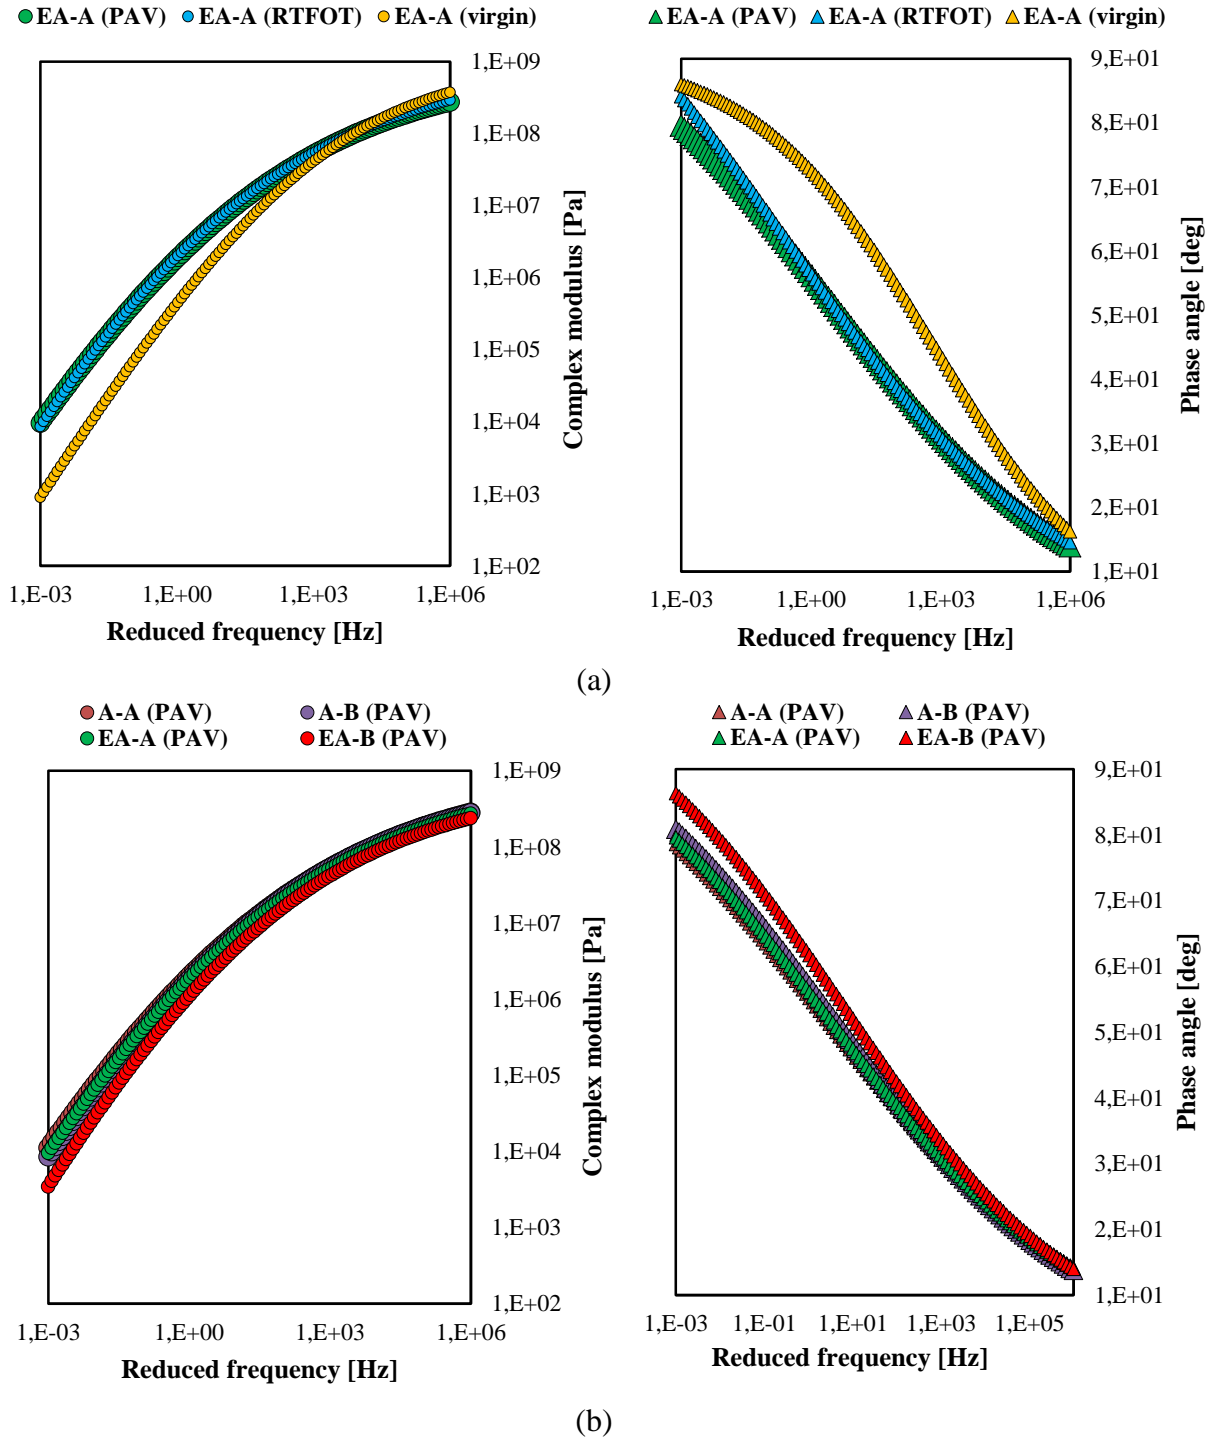 EA-A (PAV) EA-A (RTFOT) EA-A (virgin)
1,E+09
1,E+08
1,E+07
1,E+06
1,E+05
1,E+04
1,E+03
1,E+02
Complex modulus [Pa]
1,E-03 1,E+00 1,E+03 1,E+06
Reduced frequency [Hz]
EA-A (PAV) EA-A (RTFOT) EA-A (virgin)
9,E+01
8,E+01
7,E+01
6,E+01
5,E+01
4,E+01
3,E+01
2,E+01
1,E+01
Phase angle [deg]
1,E-03 1,E+00 1,E+03 1,E+06
Reduced frequency [Hz]
(a)
A-A (PAV) A-B (PAV)
EA-A (PAV) EA-B (PAV)
1,E+09
1,E+08
1,E+07
1,E+06
1,E+05
1,E+04
1,E+03
1,E+02
Complex modulus [Pa]
1,E-03 1,E+00 1,E+03 1,E+06
Reduced frequency [Hz]
A-A (PAV) A-B (PAV)
EA-A (PAV) EA-B (PAV)
9,E+01
8,E+01
7,E+01
6,E+01
5,E+01
4,E+01
3,E+01
2,E+01
1,E+01
Phase angle [deg]
1,E-03 1,E-01 1,E+01 1,E+03 1,E+05
Reduced frequency [Hz]
(b)